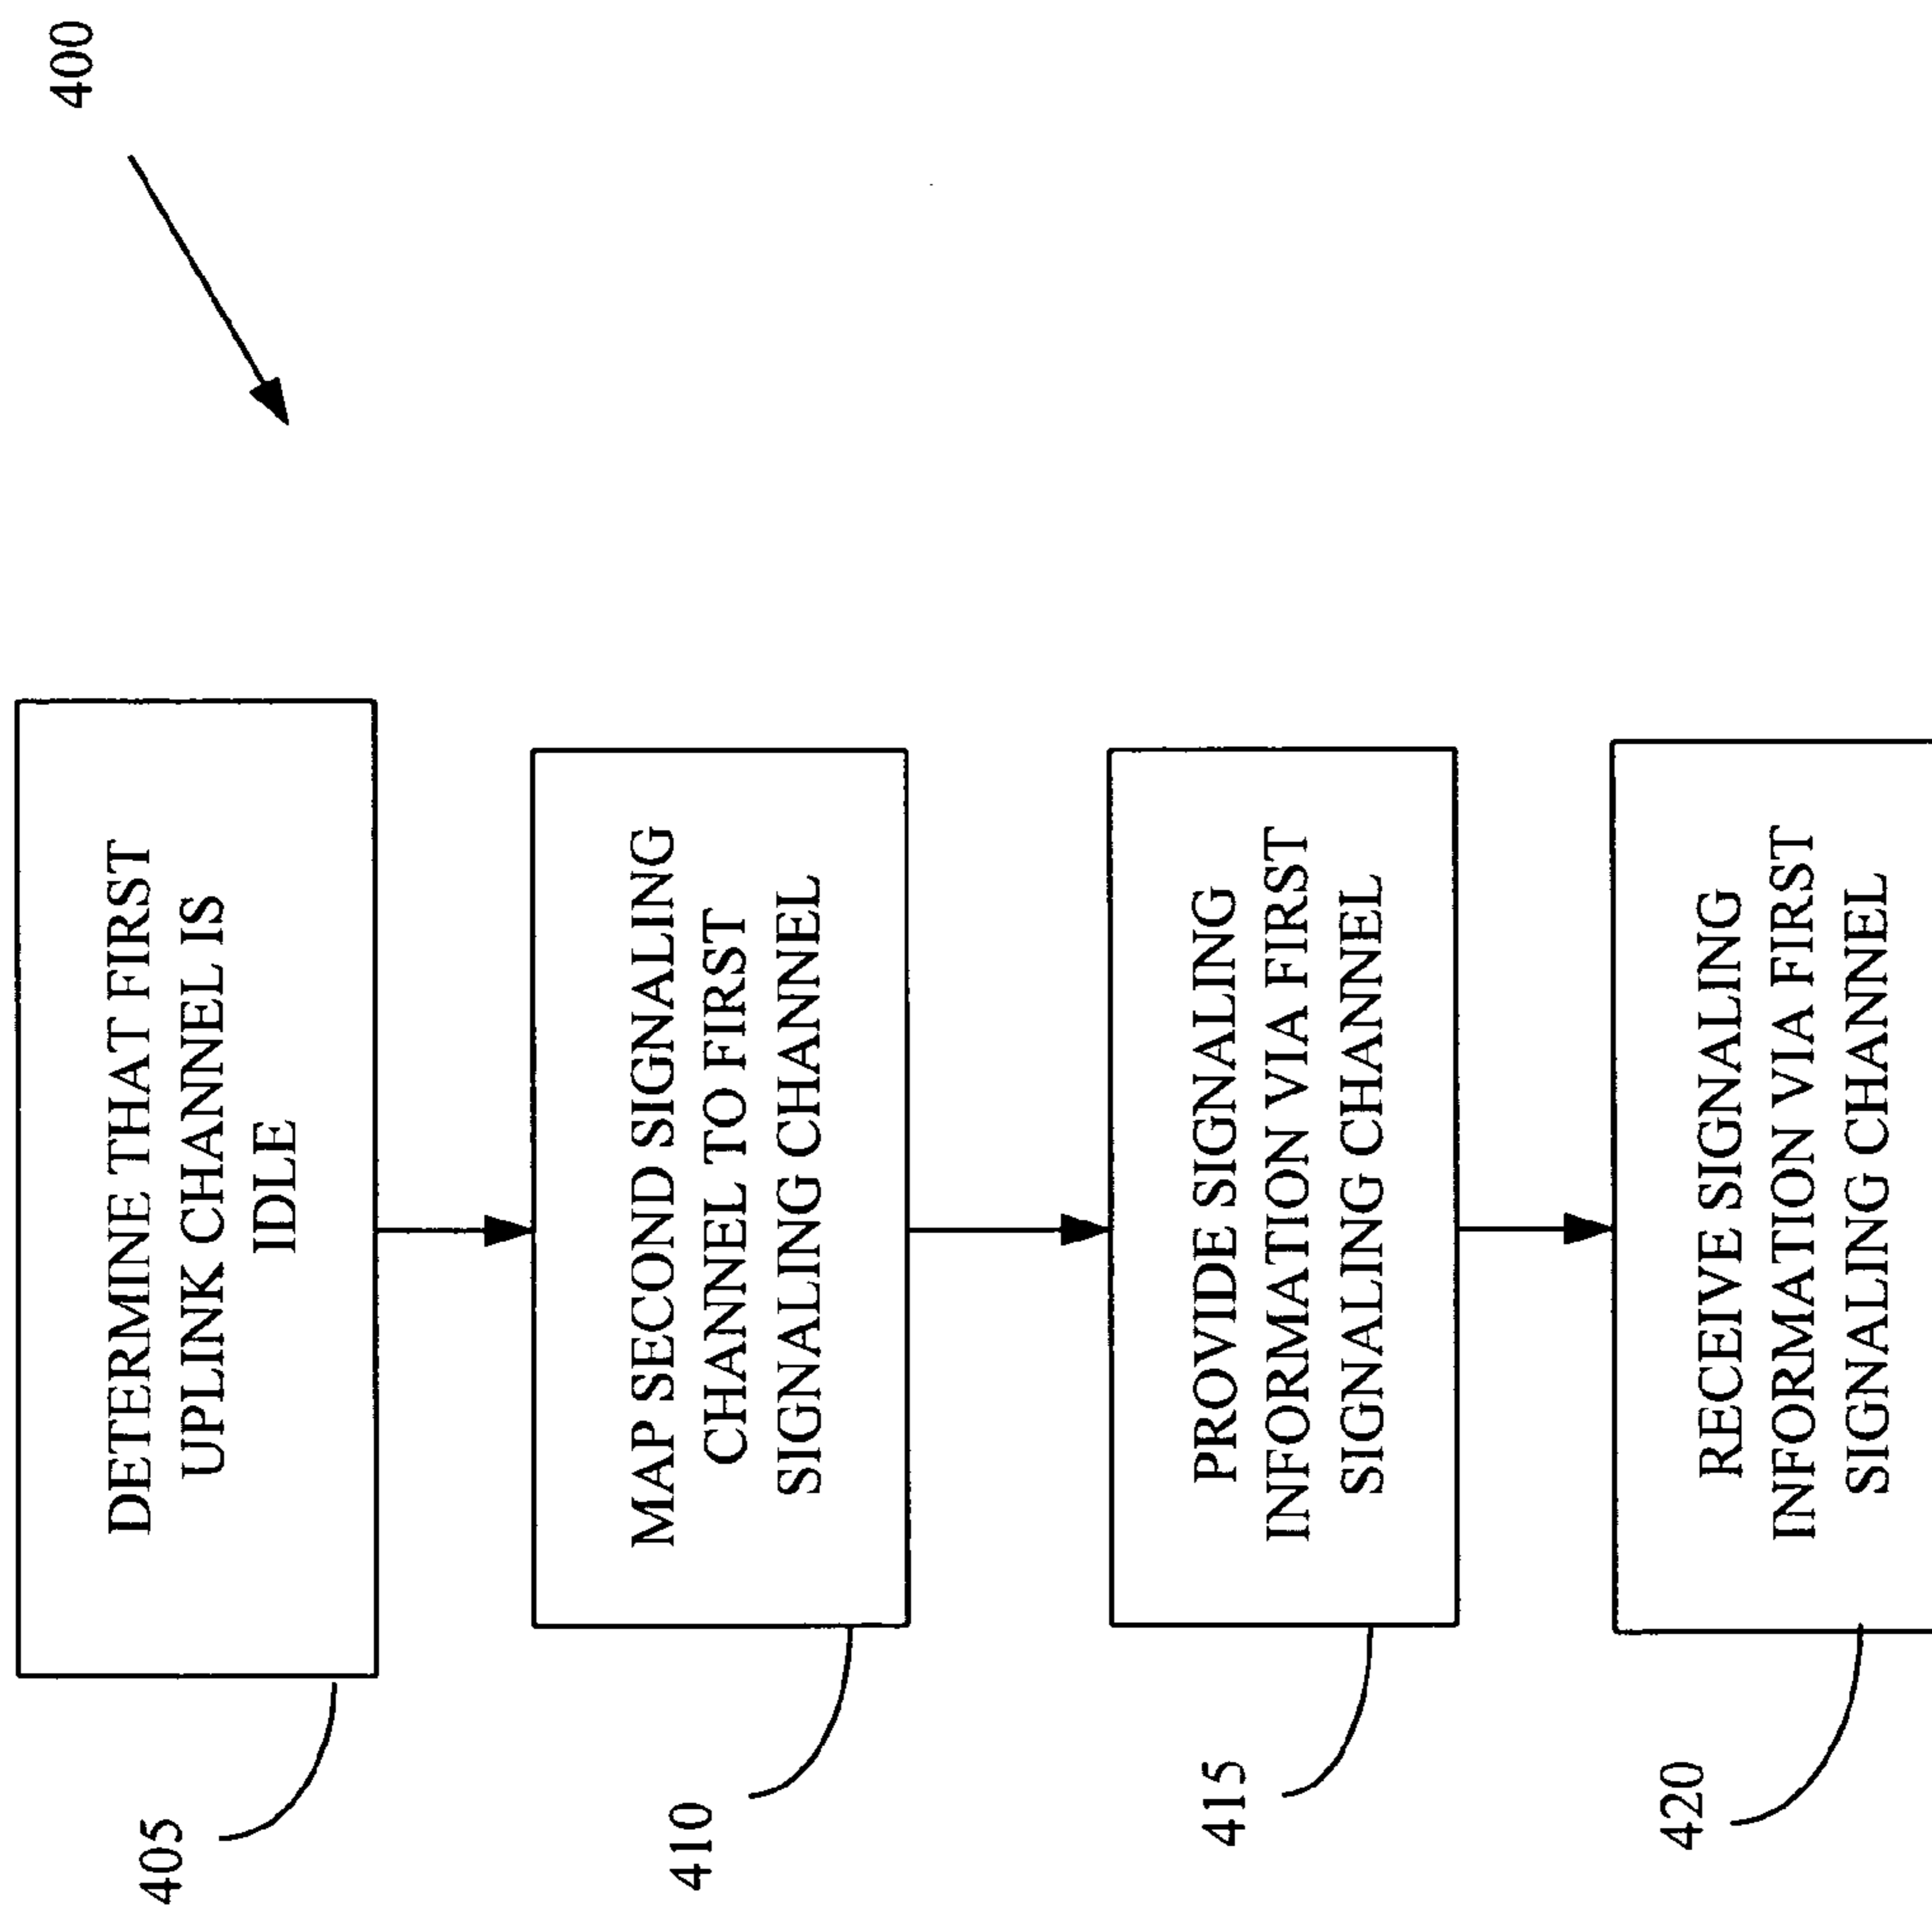 400
DETERMINE THAT FIRST
UPLINK CHANNEL IS
IDLE
405
MAP SECOND SIGNALING
CHANNEL TO FIRST
SIGNALING CHANNEL
410
PROVIDE SIGNALING
INFORMATION VIA FIRST
SIGNALING CHANNEL
415
RECEIVE SIGNALING
INFORMATION VIA FIRST
SIGNALING CHANNEL
420